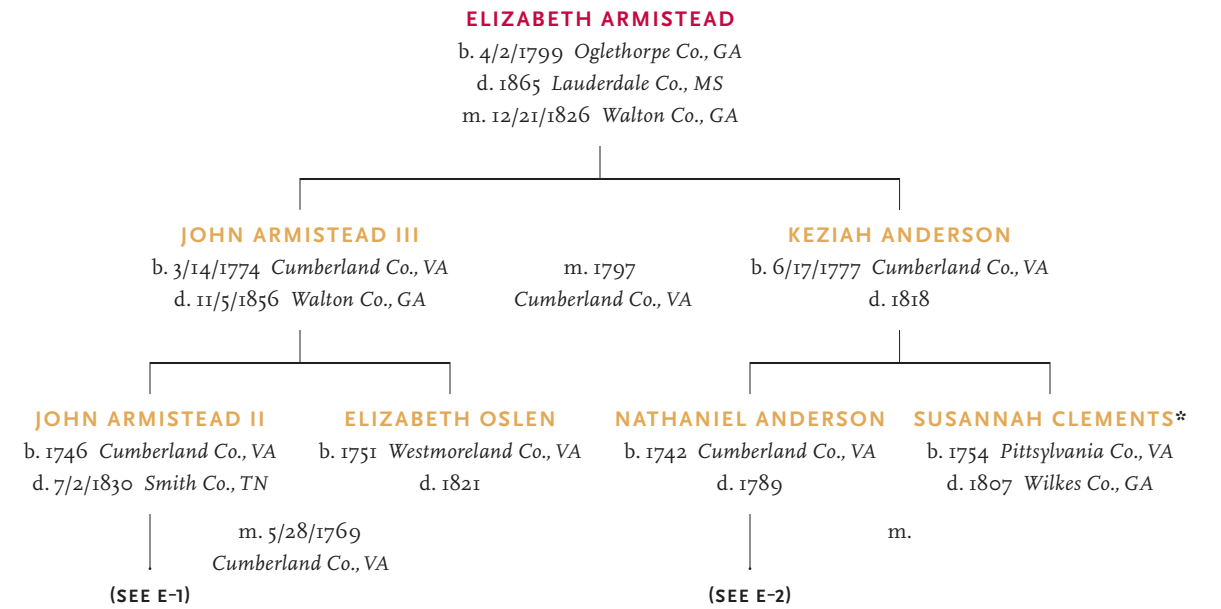 ELIZABETH ARMISTEAD
b. 4/2/1799 Oglethorpe Co., GA
d. 1865 Lauderdale Co., MS
m. 12/21/1826 Walton Co., GA
JOHN ARMISTEAD III
b. 3/14/1774 Cumberland Co., VA
d. 11/5/1856 Walton Co., GA
m. 1797
Cumberland Co., VA
KEZIAH ANDERSON
b. 6/17/1777 Cumberland Co., VA
d. 1818
JOHN ARMISTEAD II
b. 1746 Cumberland Co., VA
d. 7/2/1830 Smith Co., TN
ELIZABETH OSLEN
b. 1751 Westmoreland Co., VA
d. 1821
m. 5/28/1769
Cumberland Co., VA
(SEE E-1)
NATHANIEL ANDERSON
b. 1742 Cumberland Co., VA
d. 1789
SUSANNAH CLEMENTS*
b. 1754 Pittsylvania Co., VA
d. 1807 Wilkes Co., GA
m.
(SEE E-2)